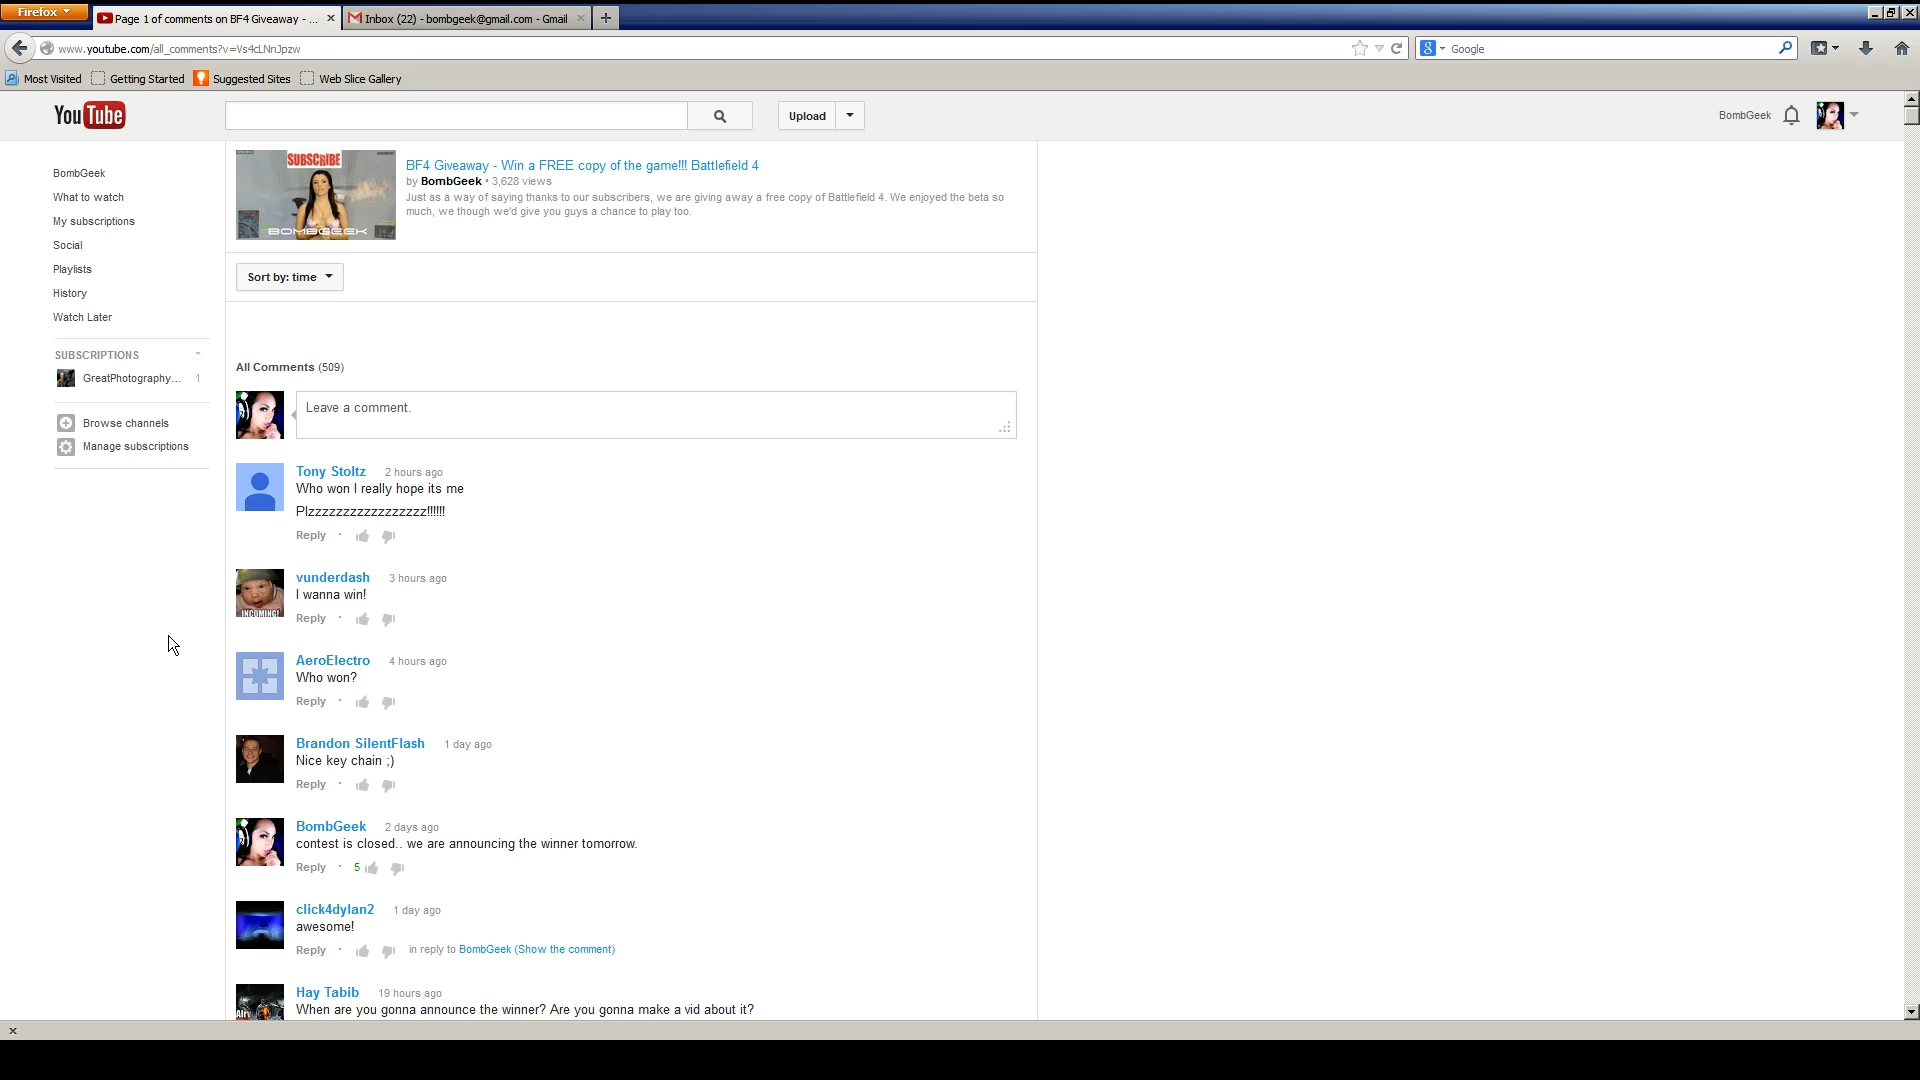 Firefox
Page 1 of comments on BF4 Giveaway - ...
Inbox (22) - bombgeek@gmail.com - Gmail
www.youtube.com/all_comments?v=Vs4cLNnJpzw
Google
Most Visited
Getting Started
Suggested Sites
Web Slice Gallery
YouTube
Upload
BombGeek
BombGeek
What to watch
My subscriptions
Social
Playlists
History
Watch Later
SUBSCRIPTIONS
GreatPhotography... 1
Browse channels
Manage subscriptions
SUBSCRIBE
BOMBGEEK
BF4 Giveaway - Win a FREE copy of the game!!! Battlefield 4
by BombGeek • 3,628 views
Just as a way of saying thanks to our subscribers, we are giving away a free copy of Battlefield 4. We enjoyed the beta so
much, we though we'd give you guys a chance to play too.
Sort by: time
All Comments (509)
Leave a comment.
Tony Stoltz 2 hours ago
Who won I really hope its me
Plzzzzzzzzzzzzzzzzz!!!!!!
Reply ·
INCOMING!
vunderdash 3 hours ago
I wanna win!
Reply ·
AeroElectro 4 hours ago
Who won?
Reply ·
Brandon SilentFlash 1 day ago
Nice key chain ;)
Reply ·
BombGeek 2 days ago
contest is closed.. we are announcing the winner tomorrow.
Reply · 5
click4dylan2 1 day ago
awesome!
Reply · in reply to BombGeek (Show the comment)
Hay Tabib 19 hours ago
When are you gonna announce the winner? Are you gonna make a vid about it?